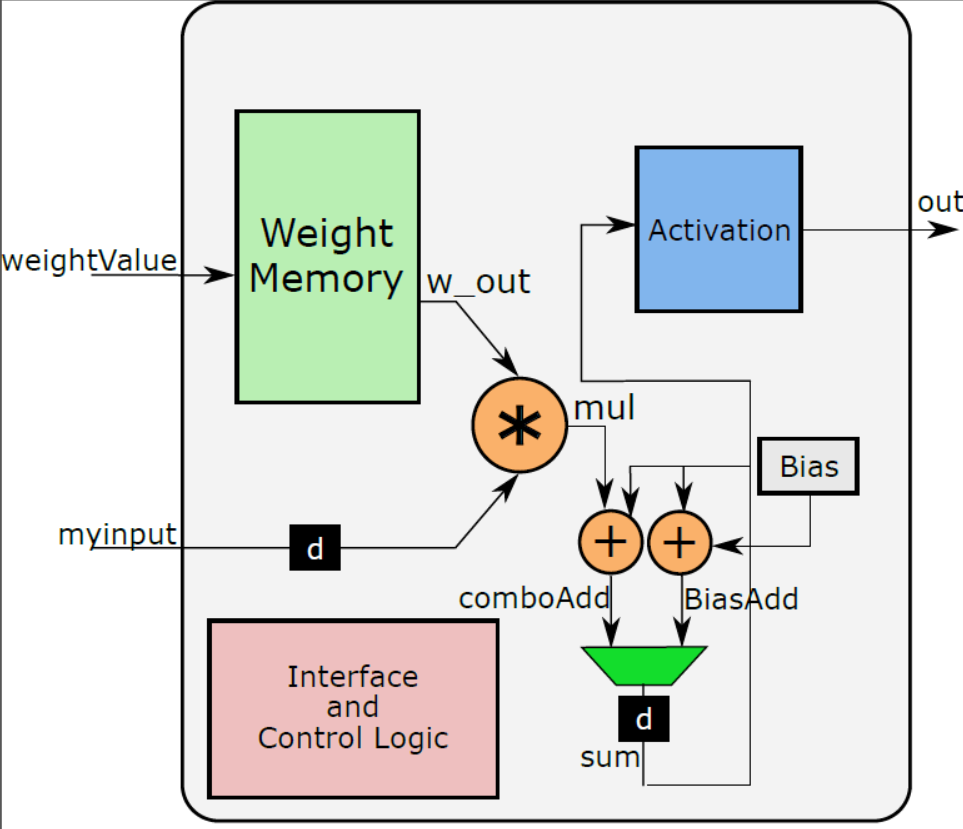 Weight
Memory
Activation
out
weightValue
w_out
*
mul
Bias
myinput
d
+
+
comboAdd
BiasAdd
Interface
and
Control Logic
d
sum